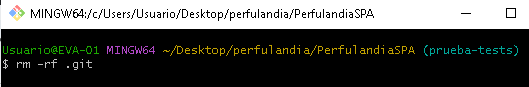 MINGW64:/c/Users/Usuario/Desktop/perfulandia/PerfulandiaSPA
Usuario@EVA-01 MINGW64 ~/Desktop/perfulandia/PerfulandiaSPA (prueba-tests)
$ rm -rf .git